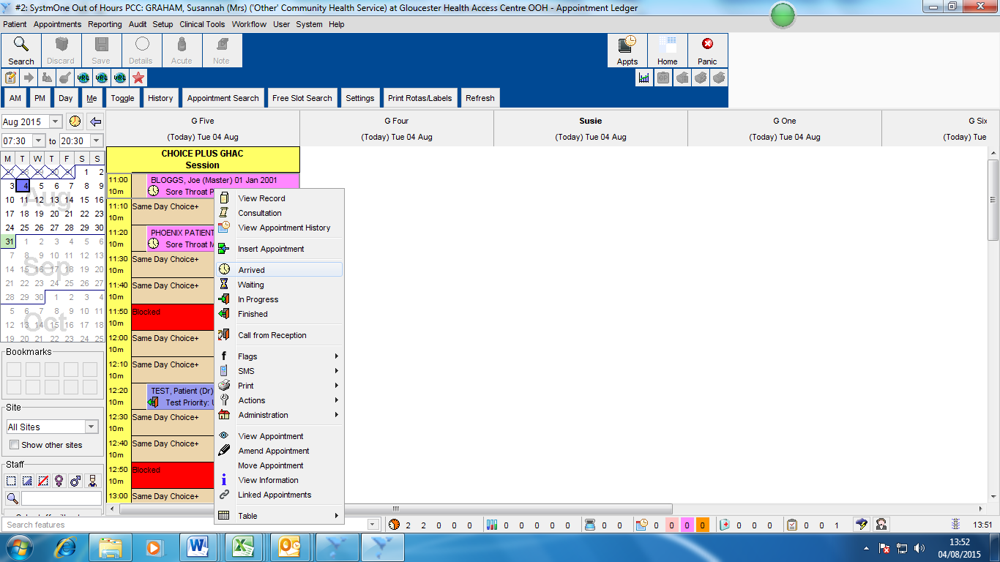 #2: SystmOne Out of Hours PCC: GRAHAM, Susannah (Mrs) ('Other' Community Health Service) at Gloucester Health Access Centre OOH - Appointment Ledger
Patient Appointments Reporting Audit Setup Clinical Tools Workflow User System Help
Search Discard Save Details Acute Note Appts Home Panic
URL URL URL
AM PM Day Me Toggle History Appointment Search Free Slot Search Settings Print Rotas/Labels Refresh
Aug 2015
07:30 to 20:30
G Five G Four Susie G One G Six
(Today) Tue 04 Aug (Today) Tue 04 Aug (Today) Tue 04 Aug (Today) Tue 04 Aug (Today) Tue
M T W T F S S
1 2
3 4 5 6 7 8 9
10 11 12 13 14 15 16
17 18 19 20 21 22 23
24 25 26 27 28 29 30
31 1 2 3 4 5 6
7 8 9 10 11 12 13
14 15 16 17 18 19 20
21 22 23 24 25 26 27
28 29 30 1 2 3 4
5 6 7 8 9 10 11
12 13 14 15 16 17 18
19 20 21 22 23 24 25
Aug
Sep
Oct
Bookmarks
Site
All Sites
Show other sites
Staff
CHOICE PLUS GHAC
Session
11:00 BLOGGS, Joe (Master) 01 Jan 2001
10m Sore Throat P
11:10 Same Day Choice+
10m
11:20 PHOENIX PATIENT
10m Sore Throat M
11:30 Same Day Choice+
10m
11:40 Same Day Choice+
10m
11:50 Blocked
10m
12:00 Same Day Choice+
10m
12:10 Same Day Choice+
10m
12:20 TEST, Patient (Dr)
10m Test Priority: U
12:30 Same Day Choice+
10m
12:40 Same Day Choice+
10m
12:50 Blocked
10m
13:00 Same Day Choice+
View Record
Consultation
View Appointment History
Insert Appointment
Arrived
Waiting
In Progress
Finished
Call from Reception
Flags
SMS
Print
Actions
Administration
View Appointment
Amend Appointment
Move Appointment
View Information
Linked Appointments
Table
Search features
2 2 0 0 0 0 0 0 0 0 0 0 0 0 0 0 0 0 0 0 0 1 13:51
13:52
04/08/2015